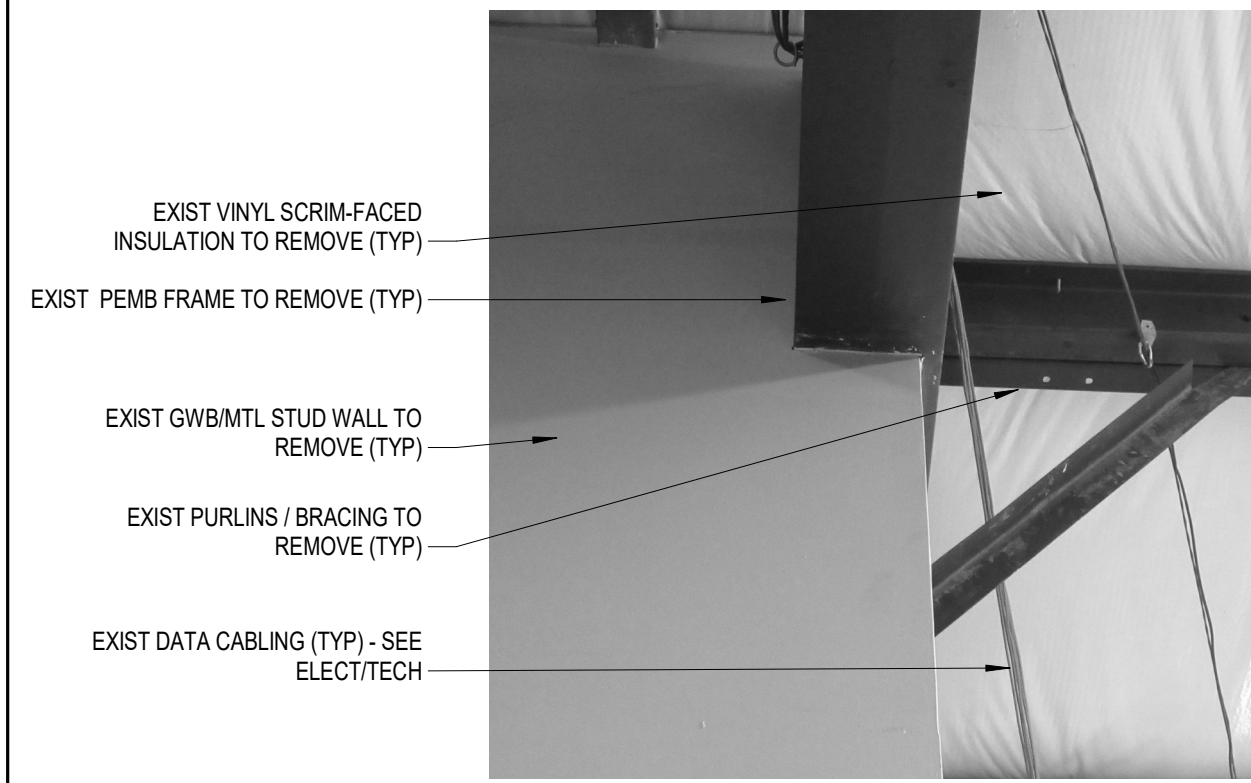 EXIST VINYL SCRIM-FACED
INSULATION TO REMOVE (TYP)
EXIST PEMB FRAME TO REMOVE (TYP)
EXIST GWB/MTL STUD WALL TO
REMOVE (TYP)
EXIST PURLINS / BRACING TO
REMOVE (TYP)
EXIST DATA CABLING (TYP) - SEE
ELECT/TECH